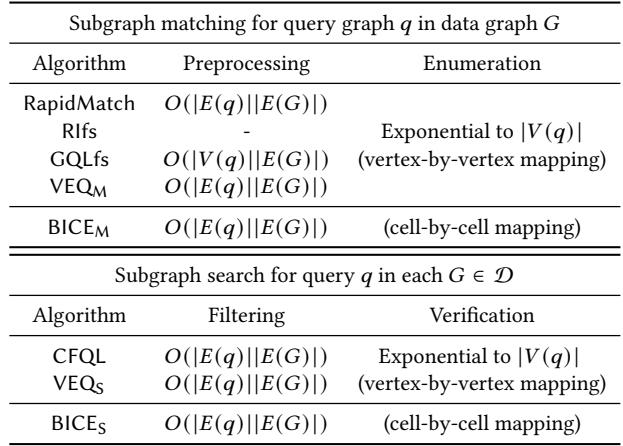 Subgraph matching for query graph q in data graph G
Algorithm Preprocessing Enumeration
RapidMatch O(|E(q)||E(G)|)
RIfs - Exponential to |V(q)|
GQLfs O(|V(q)||E(G)|) (vertex-by-vertex mapping)
VEQM O(|E(q)||E(G)|)
BICEM O(|E(q)||E(G)|) (cell-by-cell mapping)
Subgraph search for query q in each G ∈ 𝒟
Algorithm Filtering Verification
CFQL O(|E(q)||E(G)|) Exponential to |V(q)|
VEQS O(|E(q)||E(G)|) (vertex-by-vertex mapping)
BICES O(|E(q)||E(G)|) (cell-by-cell mapping)